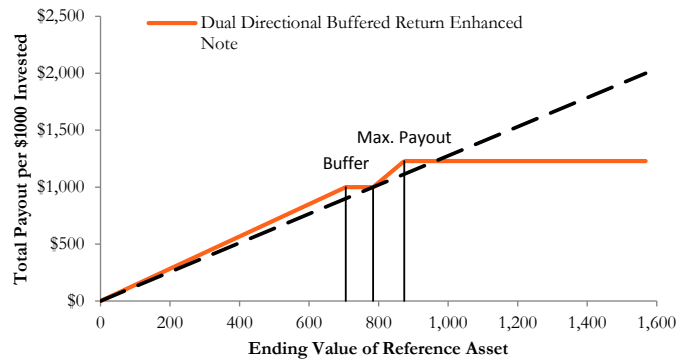 $2,500
Dual Directional Buffered Return Enhanced
Note
$2,000
$1,500
Max. Payout
Buffer
$1,000
$500
$0
Total Payout per $1000 Invested
0 200 400 600 800 1,000 1,200 1,400 1,600
Ending Value of Reference Asset